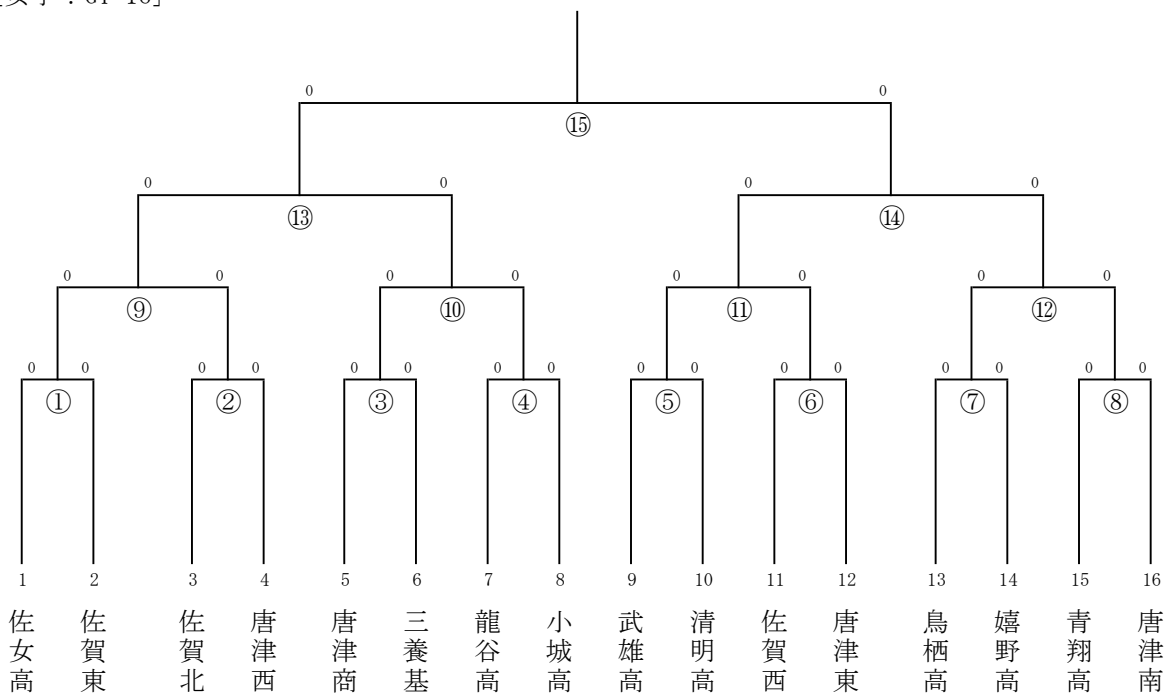 女子
0 0
⑮
0 0 0 0
⑬ ⑭
0 0 0 0 0 0 0 0
⑨ ⑩ ⑪ ⑫
0 0 0 0 0 0 0 0 0 0 0 0 0 0 0 0
① ② ③ ④ ⑤ ⑥ ⑦ ⑧
1 2 3 4 5 6 7 8 9 10 11 12 13 14 15 16
佐女高
佐賀東
佐賀北
唐津西
唐津商
三養基
龍谷高
小城高
武雄高
清明高
佐賀西
唐津東
鳥栖高
嬉野高
青翔高
唐津南